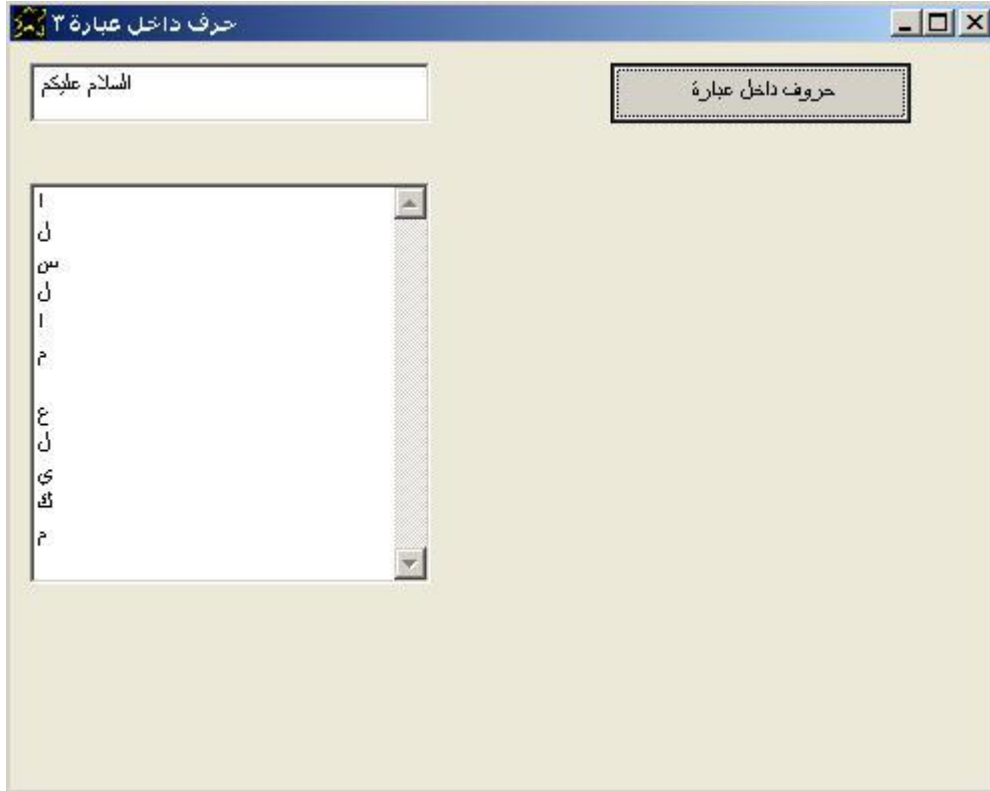 حرف داخل عبارة ٣
السلام عليكم
حروف داخل عبارة
ا
ل
س
ل
ا
م
ع
ل
ي
ك
م